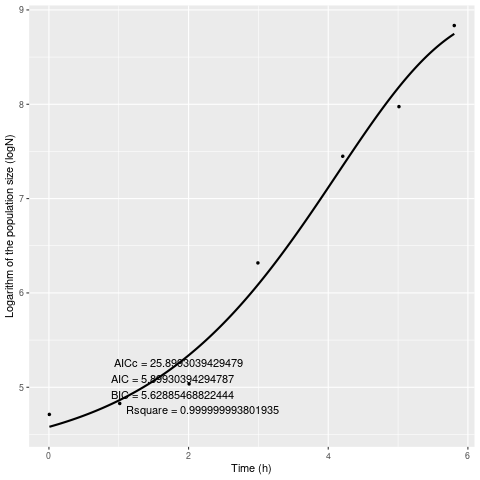 9
8
7
6
5
Logarithm of the population size (logN)
AICc = 25.8993039429479
AIC = 5.89930394294787
BIC = 5.62885468822444
Rsquare = 0.999999993801935
0
2
4
6
Time (h)